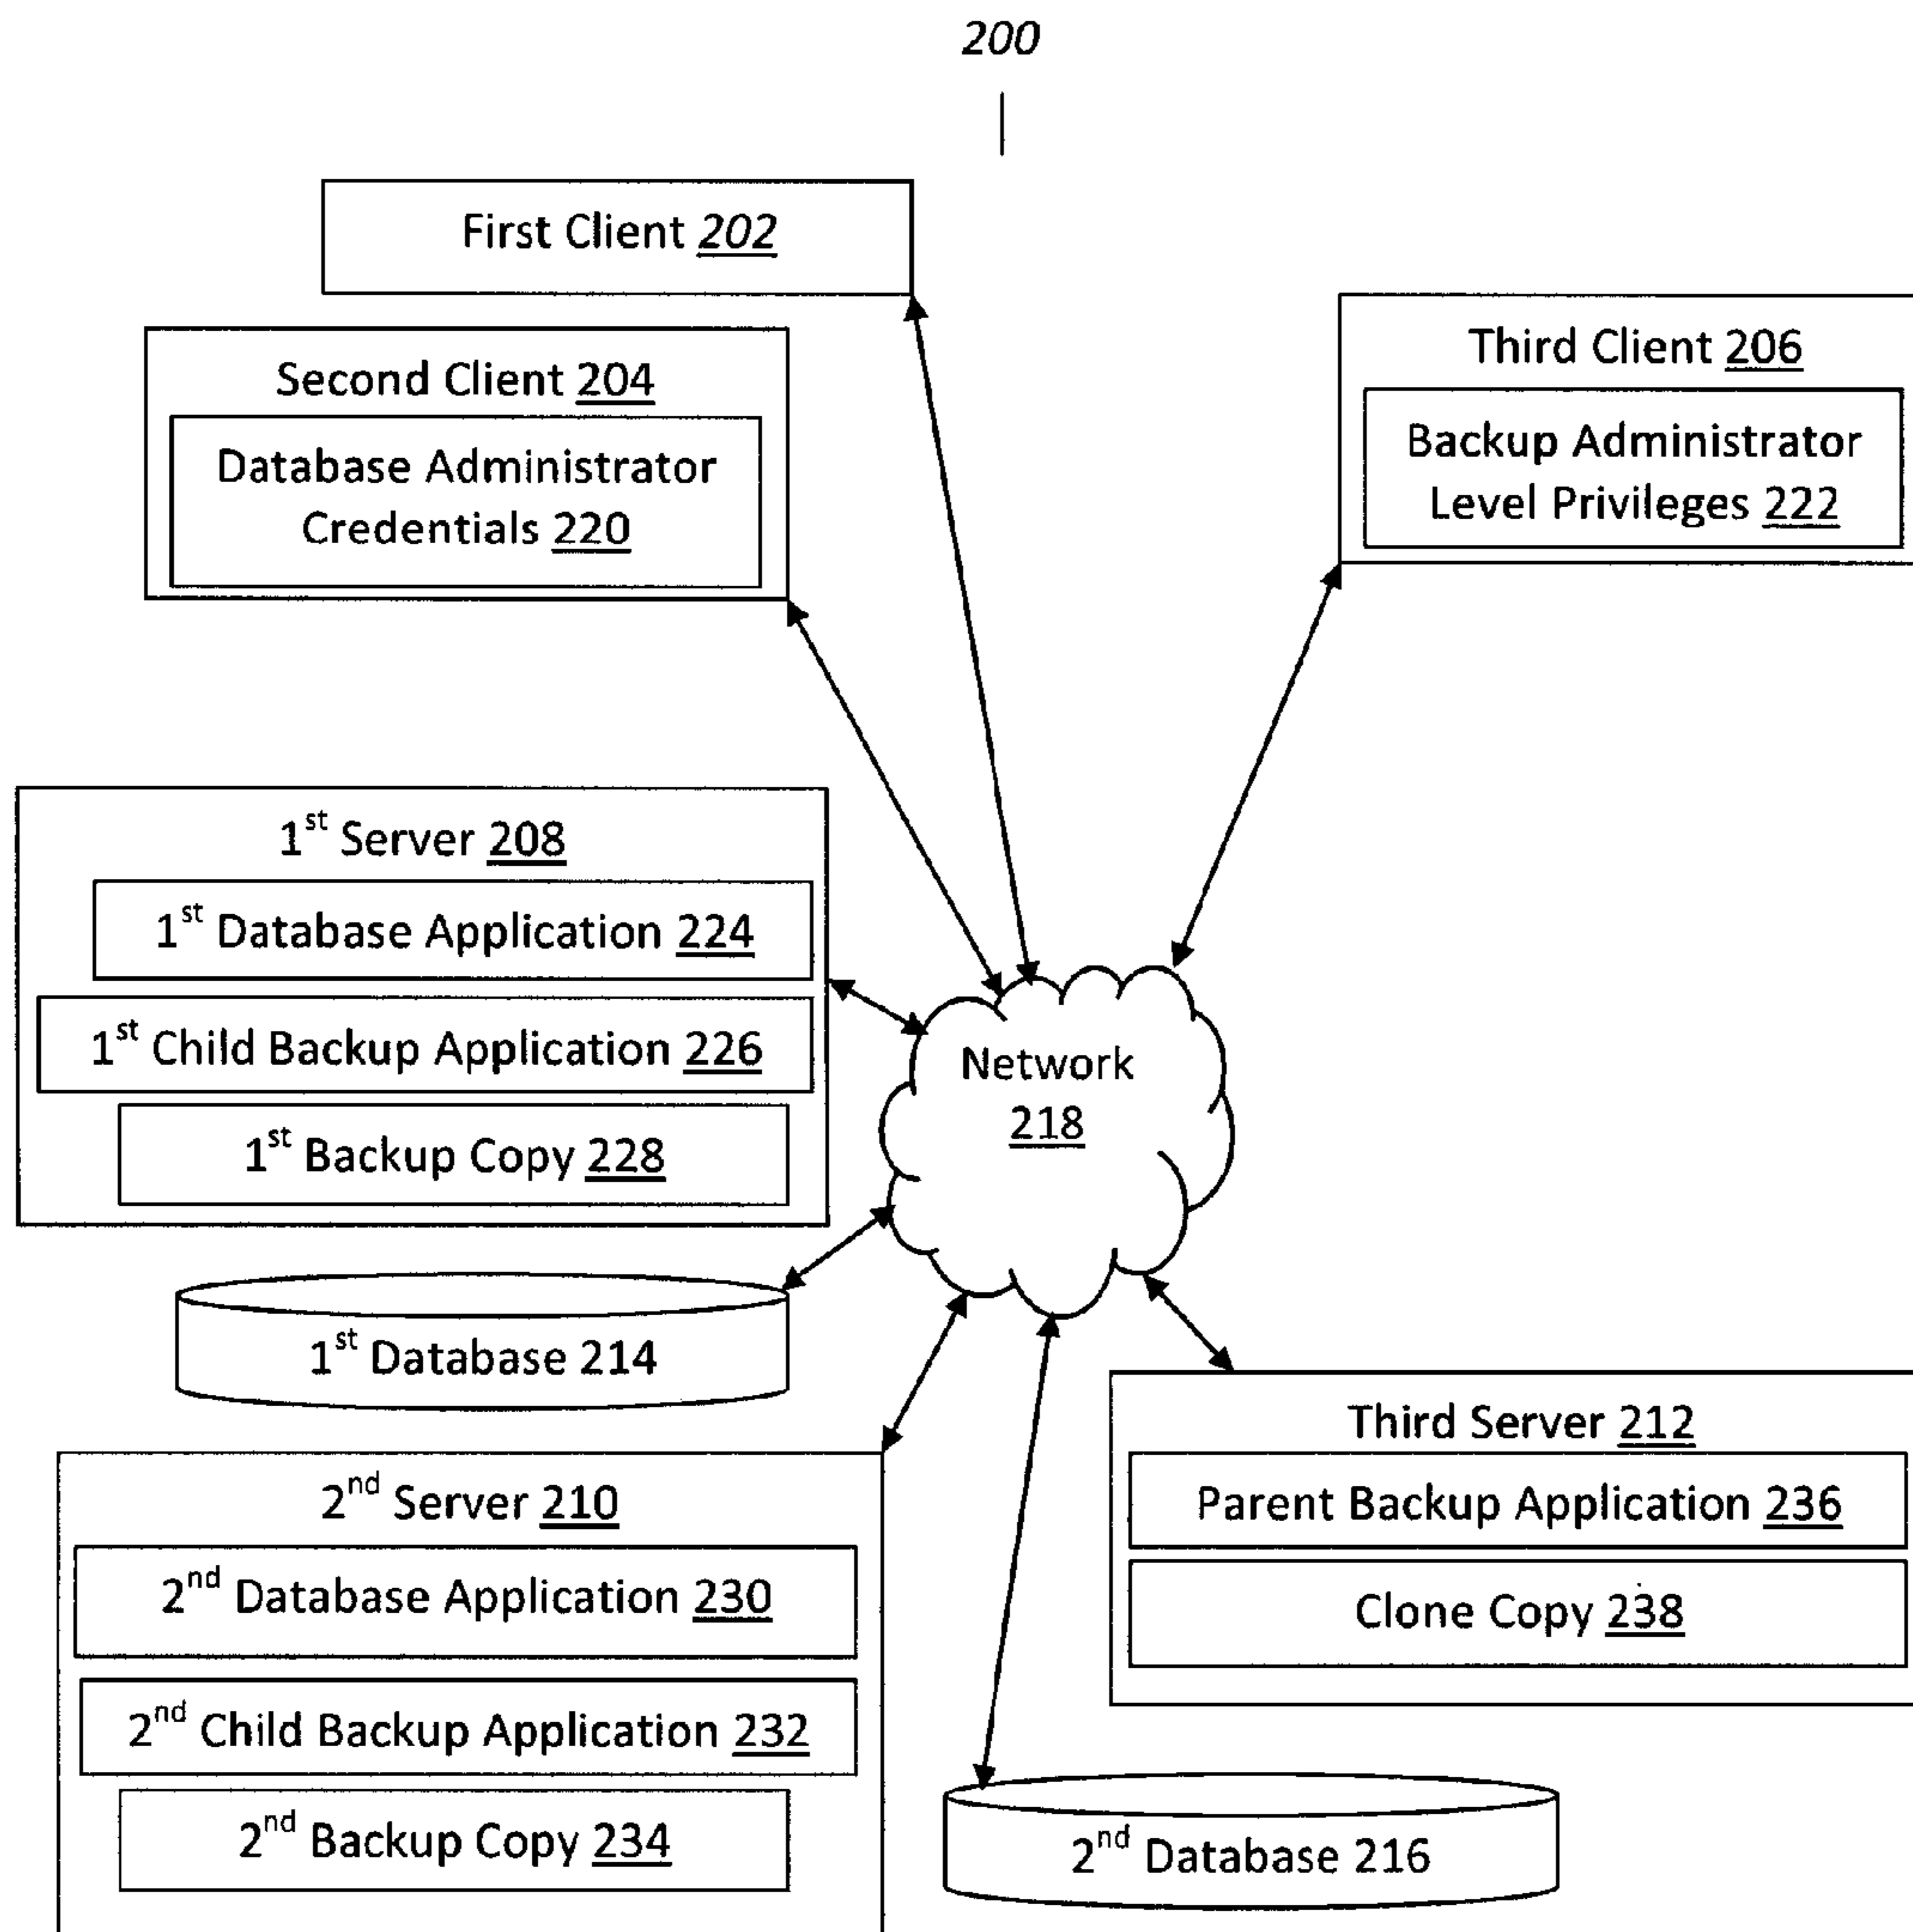 200
First Client 202
Second Client 204
Database Administrator
Credentials 220
Third Client 206
Backup Administrator
Level Privileges 222
1st Server 208
1st Database Application 224
1st Child Backup Application 226
1st Backup Copy 228
Network
218
1st Database 214
2nd Server 210
2nd Database Application 230
2nd Child Backup Application 232
2nd Backup Copy 234
Third Server 212
Parent Backup Application 236
Clone Copy 238
2nd Database 216